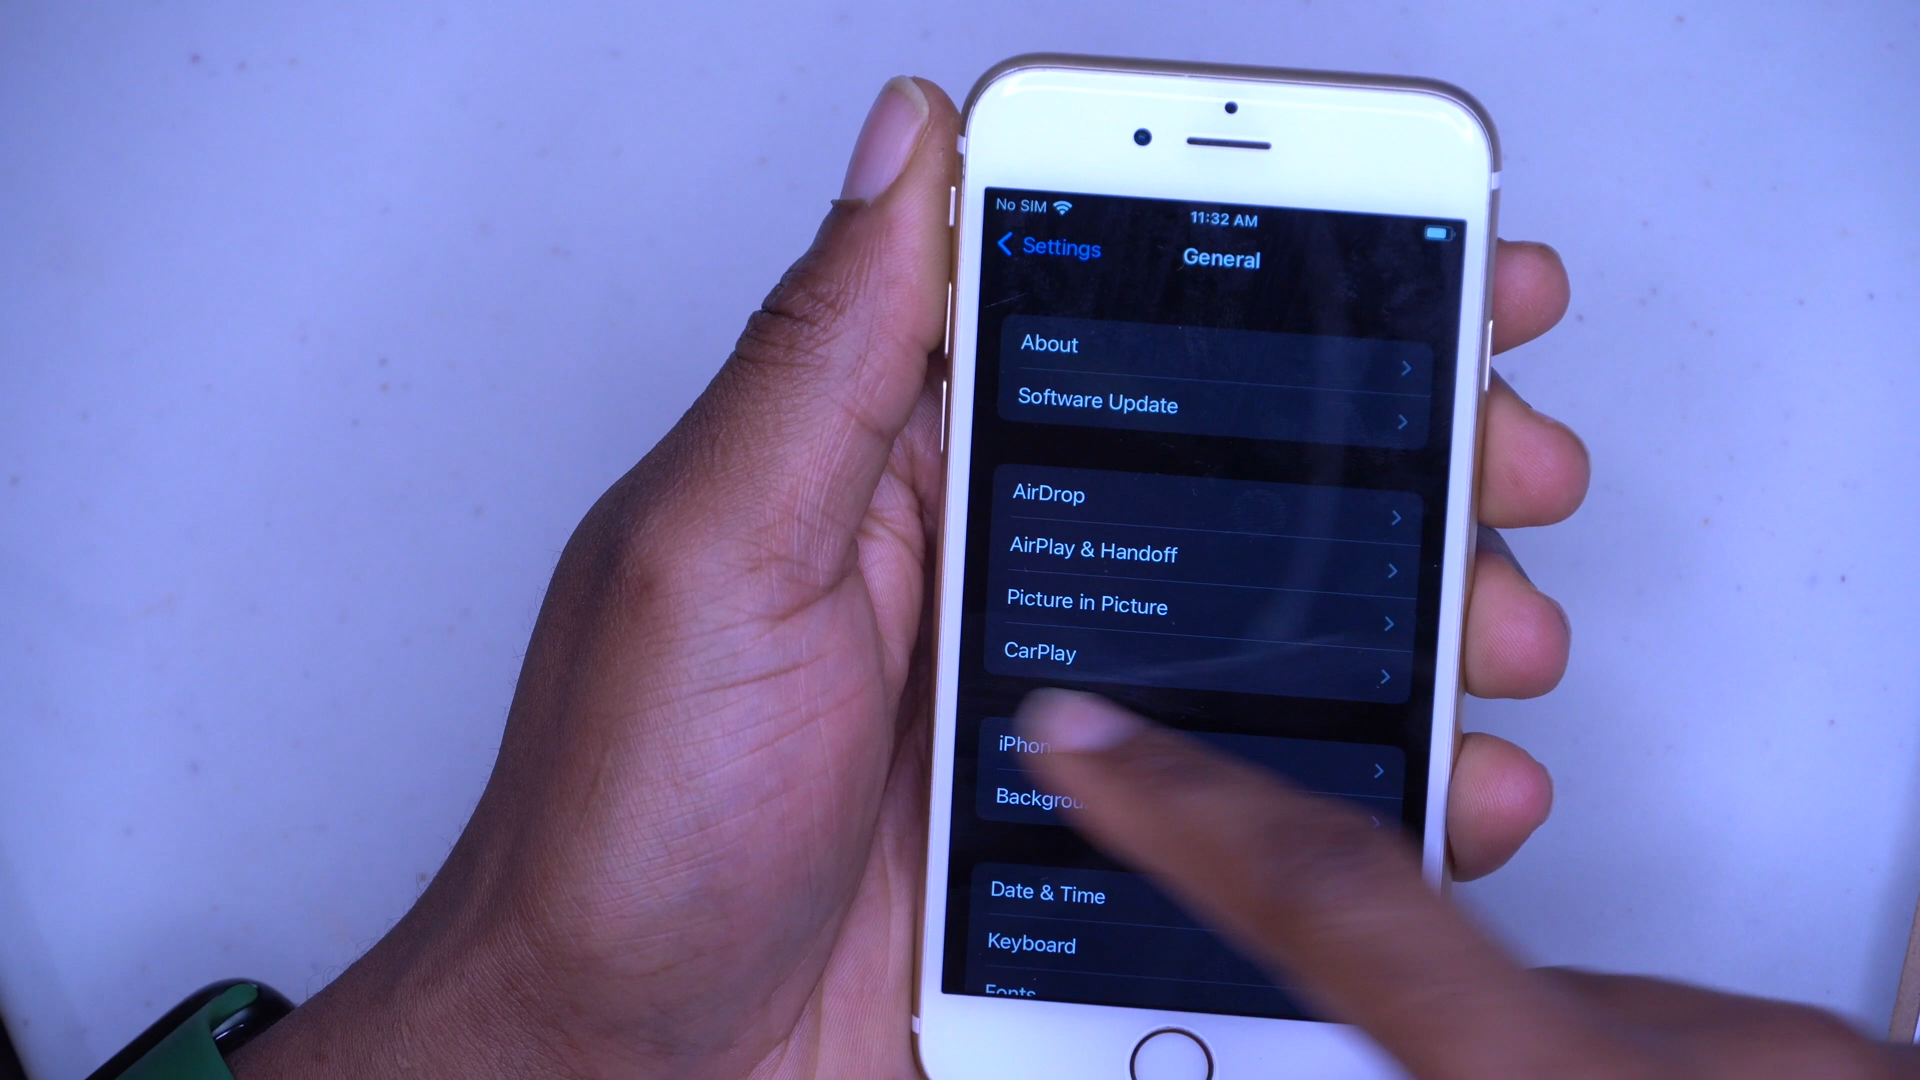 No SIM
11:32 AM
Settings
General
About
Software Update
AirDrop
AirPlay & Handoff
Picture in Picture
CarPlay
Date & Time
Keyboard
Fonts